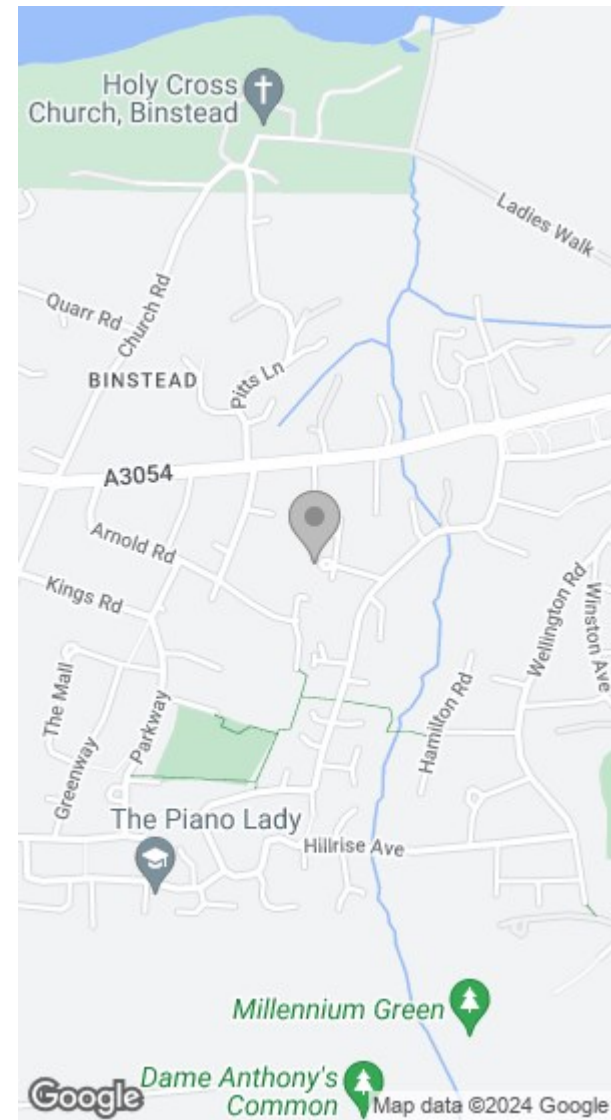 Holy Cross
Church, Binstead
Ladies Walk
Quarr Rd
Church Rd
Pitts Ln
BINSTEAD
A3054
Arnold Rd
Kings Rd
Wellington Rd
Winston Ave
The Mall
Parkway
Greenway
Hamilton Rd
The Piano Lady
Hillrise Ave
Millennium Green
Dame Anthony's
Common
Google
Map data ©2024 Google